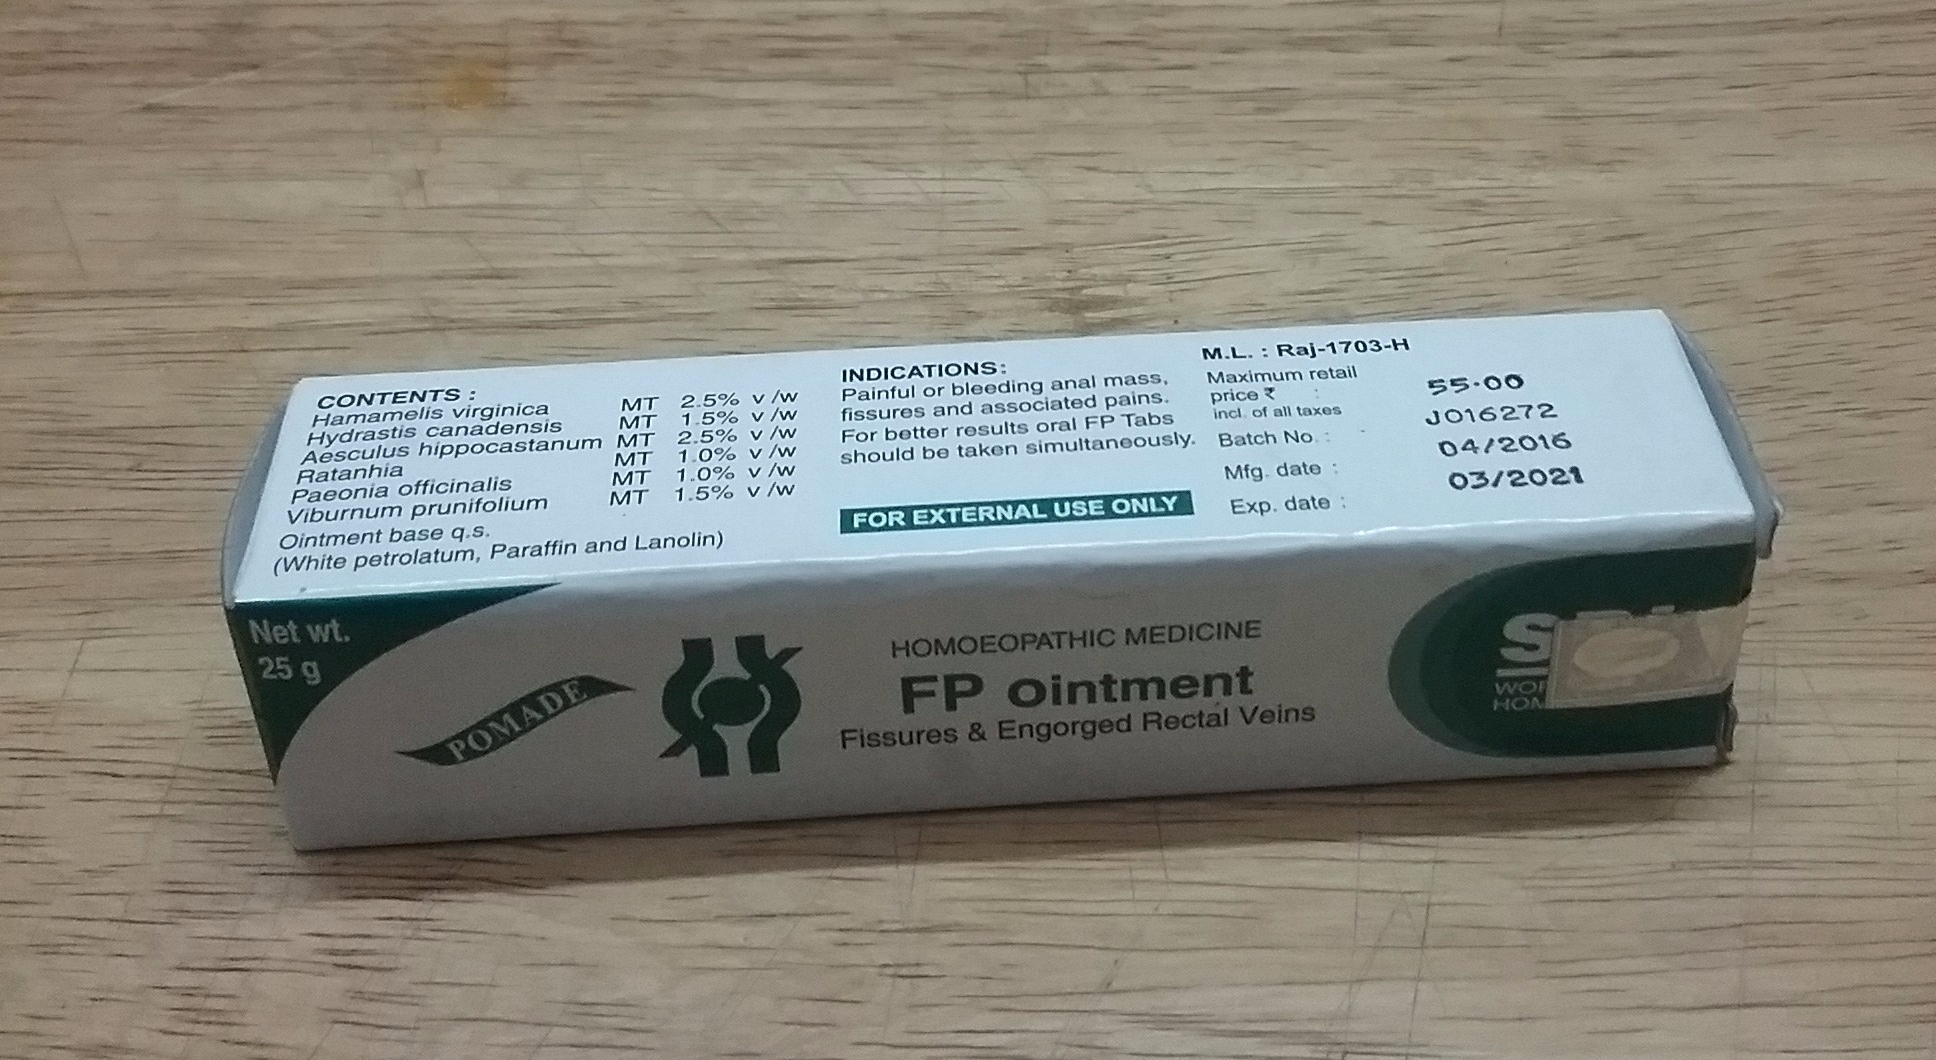 CONTENTS :
Hamamelis virginica MT 2.5% v /w
Hydrastis canadensis MT 1.5% v /w
Aesculus hippocastanum MT 2.5% v /w
Ratanhia MT 1.0% v /w
Paeonia officinalis MT 1.0% v /w
Viburnum prunifolium MT 1.5% v /w
Ointment base q.s.
(White petrolatum, Paraffin and Lanolin)
INDICATIONS:
Painful or bleeding anal mass,
fissures and associated pains.
For better results oral FP Tabs
should be taken simultaneously.
FOR EXTERNAL USE ONLY
M.L. : Raj-1703-H
Maximum retail
price ₹ : 55.00
incl. of all taxes
Batch No. : JO16272
Mfg. date : 04/2016
Exp. date : 03/2021
Net wt.
25 g
POMADE
HOMOEOPATHIC MEDICINE
FP Ointment
Fissures & Engorged Rectal Veins